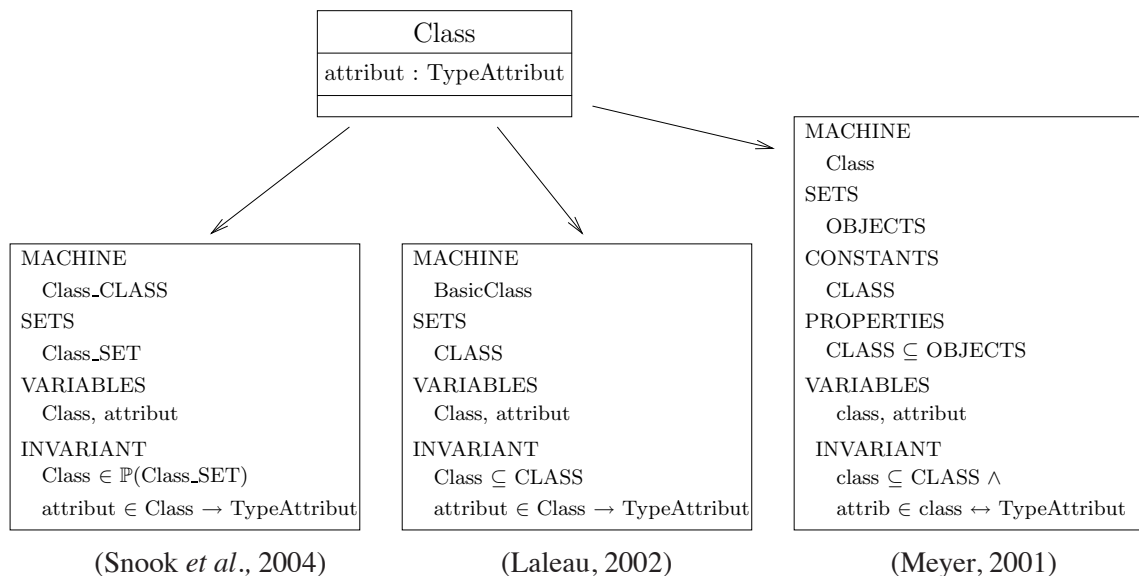 Class
attribut : TypeAttribut
MACHINE
Class_CLASS
SETS
Class_SET
VARIABLES
Class, attribut
INVARIANT
Class ∈ ℙ(Class_SET)
attribut ∈ Class → TypeAttribut
(Snook et al., 2004)
MACHINE
BasicClass
SETS
CLASS
VARIABLES
Class, attribut
INVARIANT
Class ⊆ CLASS
attribut ∈ Class → TypeAttribut
(Laleau, 2002)
MACHINE
Class
SETS
OBJECTS
CONSTANTS
CLASS
PROPERTIES
CLASS ⊆ OBJECTS
VARIABLES
class, attribut
INVARIANT
class ⊆ CLASS ∧
attrib ∈ class ↔ TypeAttribut
(Meyer, 2001)